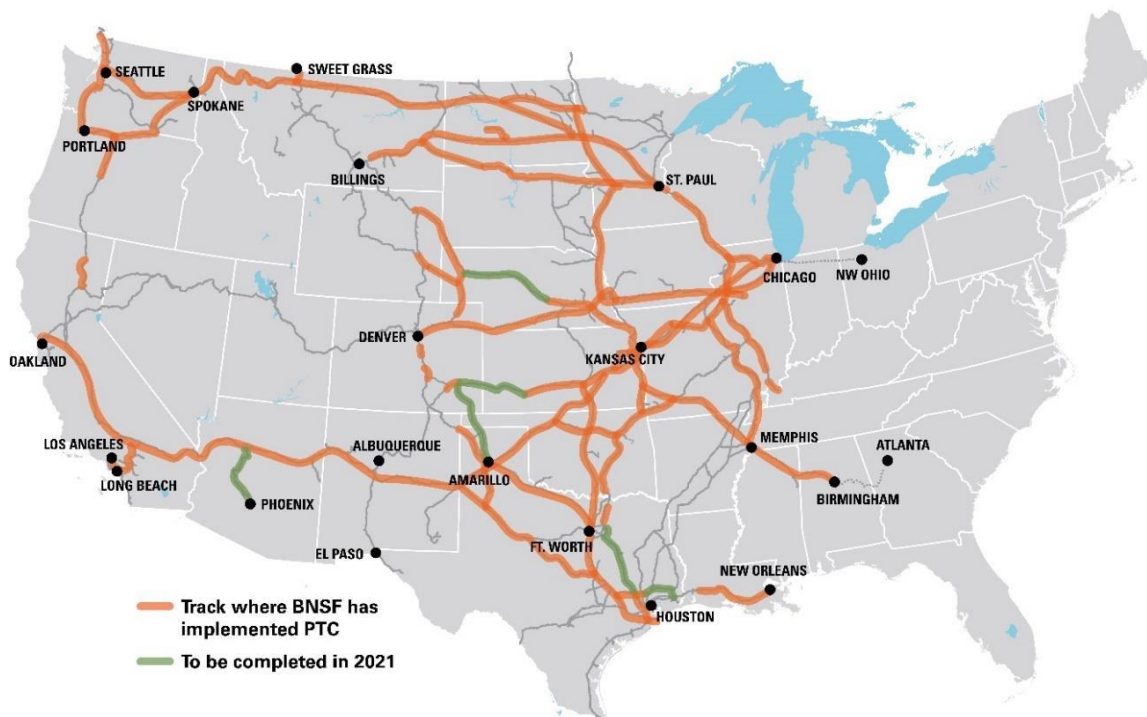 SEATTLE
SWEET GRASS
SPOKANE
PORTLAND
BILLINGS
ST. PAUL
CHICAGO
NW OHIO
DENVER
OAKLAND
KANSAS CITY
LOS ANGELES
ALBUQUERQUE
MEMPHIS
ATLANTA
LONG BEACH
AMARILLO
BIRMINGHAM
PHOENIX
FT. WORTH
EL PASO
NEW ORLEANS
HOUSTON
Track where BNSF has
implemented PTC
To be completed in 2021